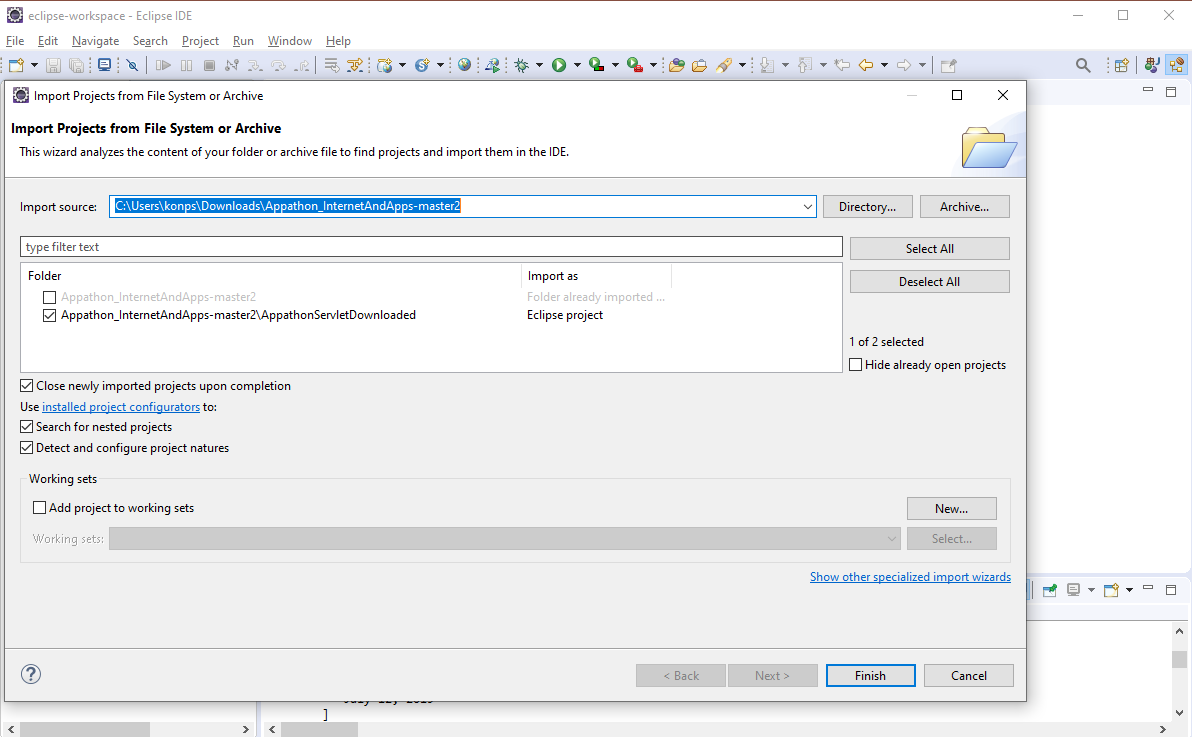 eclipse-workspace - Eclipse IDE
File Edit Navigate Search Project Run Window Help
Import Projects from File System or Archive
Import Projects from File System or Archive
This wizard analyzes the content of your folder or archive file to find projects and import them in the IDE.
Import source: C:\Users\konps\Downloads\Appathon_InternetAndApps-master2 Directory... Archive...
type filter text Select All
Folder Import as Deselect All
Appathon_InternetAndApps-master2 Folder already imported ...
Appathon_InternetAndApps-master2\AppathonServletDownloaded Eclipse project
1 of 2 selected
Hide already open projects
Close newly imported projects upon completion
Use installed project configurators to:
Search for nested projects
Detect and configure project natures
Working sets
Add project to working sets New...
Working sets: Select...
Show other specialized import wizards
? < Back Next > Finish Cancel
]